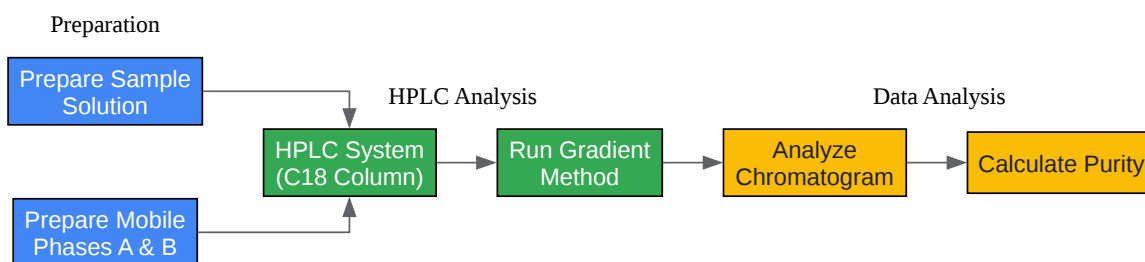 Preparation
Prepare Sample
Solution
HPLC Analysis
Data Analysis
HPLC System
(C18 Column)
Run Gradient
Method
Analyze
Chromatogram
Calculate Purity
Prepare Mobile
Phases A & B